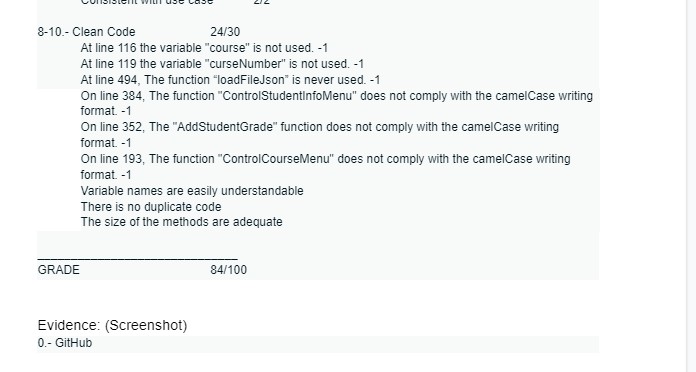 Consistent with use case 2/2
8-10.- Clean Code 24/30
At line 116 the variable "course" is not used. -1
At line 119 the variable "curseNumber" is not used. -1
At line 494, The function “loadFileJson” is never used. -1
On line 384, The function "ControlStudentInfoMenu" does not comply with the camelCase writing
format. -1
On line 352, The "AddStudentGrade" function does not comply with the camelCase writing
format. -1
On line 193, The function "ControlCourseMenu" does not comply with the camelCase writing
format. -1
Variable names are easily understandable
There is no duplicate code
The size of the methods are adequate
GRADE 84/100
Evidence: (Screenshot)
0.- GitHub